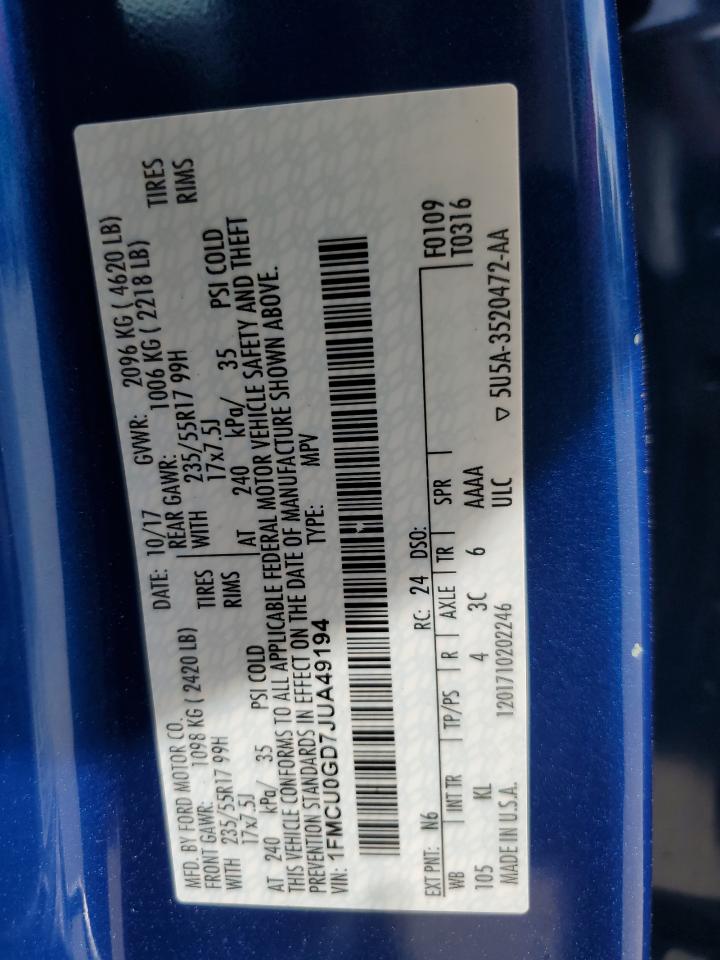 MFD. BY FORD MOTOR CO. DATE: 10/17 GVWR: 2096 KG ( 4620 LB)
FRONT GAWR: 1098 KG ( 2420 LB) REAR GAWR: 1006 KG ( 2218 LB)
WITH 235/55R17 99H TIRES WITH 235/55R17 99H TIRES
17x7.5J RIMS 17x7.5J RIMS
AT 240 kPa/ 35 PSI COLD AT 240 kPa/ 35 PSI COLD
THIS VEHICLE CONFORMS TO ALL APPLICABLE FEDERAL MOTOR VEHICLE SAFETY AND THEFT
PREVENTION STANDARDS IN EFFECT ON THE DATE OF MANUFACTURE SHOWN ABOVE.
VIN: 1FMCU0GD7JUA49194 TYPE: MPV
EXT PNT: N6 RC: 24 DSO: F0109
WB INT TR TP/PS R AXLE TR SPR T0316
105 KL 4 3C 6 AAAA
MADE IN U.S.A. 1201710202246 ULC ▽ 5U5A-3520472-AA